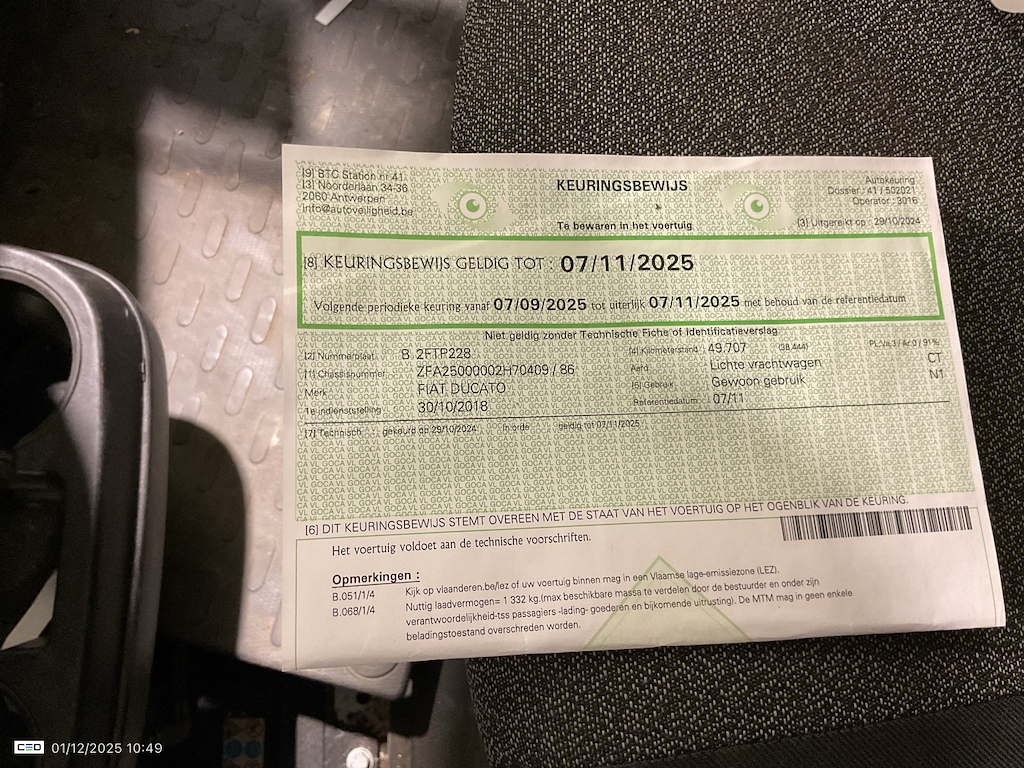 [9] BTC Station nr 41
[3] Noorderlaan 34-36
2060 Antwerpen
info@autoveiligheid.be
KEURINGSBEWIJS
Te bewaren in het voertuig
Autokeuring
Dossier : 41 / 502021
Operator : 3016
[3] Uitgereikt op : 29/10/2024
[8] KEURINGSBEWIJS GELDIG TOT : 07/11/2025
Volgende periodieke keuring vanaf 07/09/2025 tot uiterlijk 07/11/2025 met behoud van de referentiedatum
Niet geldig zonder Technische Fiche of Identificatieverslag
[2] Nummerplaat B 2FTP228
[1] Chassisnummer ZFA25000002H70409 / 86
Merk FIAT DUCATO
1e indienststelling 30/10/2018
[4] Kilometerstand 49.707 (38.444)
Aard Lichte vrachtwagen
[5] Gebruik Gewoon gebruik
Referentiedatum 07/11
CT
N1
[7] Technisch gekeurd op 29/10/2024 In orde geldig tot 07/11/2025
[6] DIT KEURINGSBEWIJS STEMT OVEREEN MET DE STAAT VAN HET VOERTUIG OP HET OGENBLIK VAN DE KEURING.
Het voertuig voldoet aan de technische voorschriften.
Opmerkingen :
B.051/1/4 Kijk op vlaanderen.be/lez of uw voertuig binnen mag in een Vlaamse lage-emissiezone (LEZ).
B.068/1/4 Nuttig laadvermogen= 1 332 kg.(max beschikbare massa te verdelen door de bestuurder en onder zijn
verantwoordelijkheid-tss passagiers -lading- goederen en bijkomende uitrusting). De MTM mag in geen enkele
beladingstoestand overschreden worden.
CEO 01/12/2025 10:49